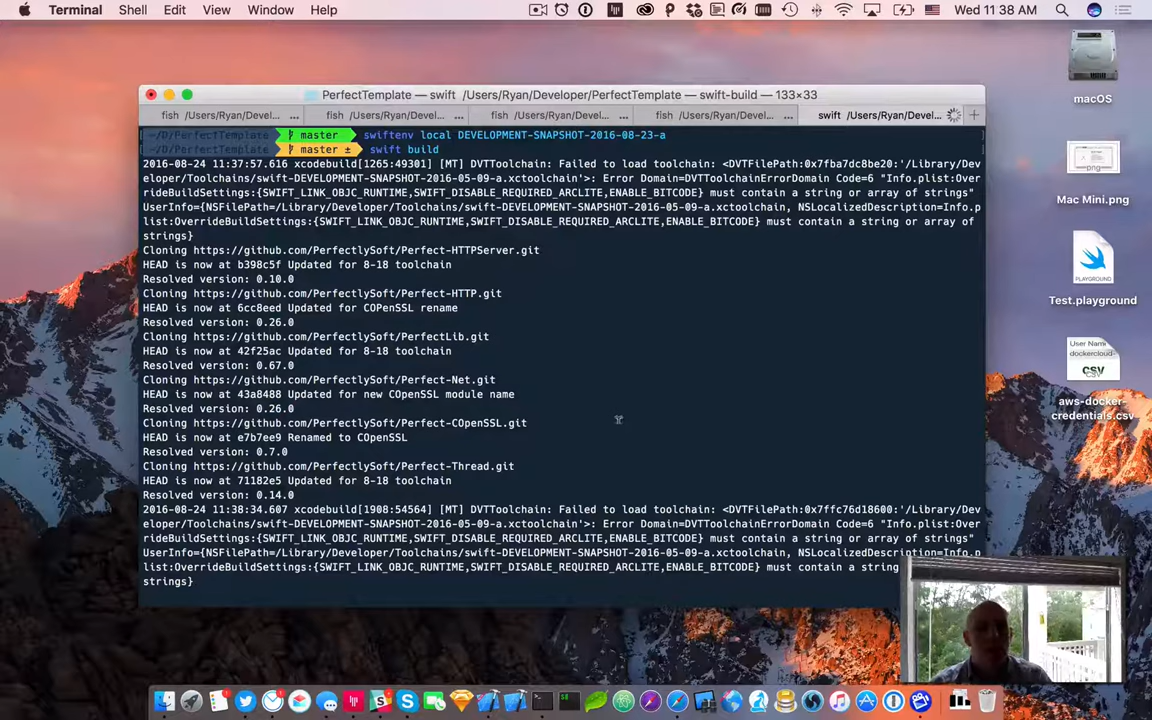 Terminal Shell Edit View Window Help Wed 11:38 AM
PerfectTemplate — swift /Users/Ryan/Developer/PerfectTemplate — swift-build — 133×33
fish /Users/Ryan/Devel... ... fish /Users/Ryan/Devel... ... fish /Users/Ryan/Devel... ... fish /Users/Ryan/Devel... ... swift /Users/Ryan/Devel...
~/D/PerfectTemplate master swiftenv local DEVELOPMENT-SNAPSHOT-2016-08-23-a
~/D/PerfectTemplate master ± swift build
2016-08-24 11:37:57.616 xcodebuild[1265:49301] [MT] DVTToolchain: Failed to load toolchain: <DVTFilePath:0x7fba7dc8be20:'/Library/Dev
eloper/Toolchains/swift-DEVELOPMENT-SNAPSHOT-2016-05-09-a.xctoolchain'>: Error Domain=DVTToolchainErrorDomain Code=6 "Info.plist:Over
rideBuildSettings:{SWIFT_LINK_OBJC_RUNTIME,SWIFT_DISABLE_REQUIRED_ARCLITE,ENABLE_BITCODE} must contain a string or array of strings"
UserInfo={NSFilePath=/Library/Developer/Toolchains/swift-DEVELOPMENT-SNAPSHOT-2016-05-09-a.xctoolchain, NSLocalizedDescription=Info.p
list:OverrideBuildSettings:{SWIFT_LINK_OBJC_RUNTIME,SWIFT_DISABLE_REQUIRED_ARCLITE,ENABLE_BITCODE} must contain a string or array of
strings}
Cloning https://github.com/PerfectlySoft/Perfect-HTTPServer.git
HEAD is now at b398c5f Updated for 8-18 toolchain
Resolved version: 0.10.0
Cloning https://github.com/PerfectlySoft/Perfect-HTTP.git
HEAD is now at 6cc8eed Updated for COpenSSL rename
Resolved version: 0.26.0
Cloning https://github.com/PerfectlySoft/PerfectLib.git
HEAD is now at 42f25ac Updated for 8-18 toolchain
Resolved version: 0.67.0
Cloning https://github.com/PerfectlySoft/Perfect-Net.git
HEAD is now at 43a8488 Updated for new COpenSSL module name
Resolved version: 0.26.0
Cloning https://github.com/PerfectlySoft/Perfect-COpenSSL.git
HEAD is now at e7b7ee9 Renamed to COpenSSL
Resolved version: 0.7.0
Cloning https://github.com/PerfectlySoft/Perfect-Thread.git
HEAD is now at 71182e5 Updated for 8-18 toolchain
Resolved version: 0.14.0
2016-08-24 11:38:34.607 xcodebuild[1908:54564] [MT] DVTToolchain: Failed to load toolchain: <DVTFilePath:0x7ffc76d18600:'/Library/Dev
eloper/Toolchains/swift-DEVELOPMENT-SNAPSHOT-2016-05-09-a.xctoolchain'>: Error Domain=DVTToolchainErrorDomain Code=6 "Info.plist:Over
rideBuildSettings:{SWIFT_LINK_OBJC_RUNTIME,SWIFT_DISABLE_REQUIRED_ARCLITE,ENABLE_BITCODE} must contain a string or array of strings"
UserInfo={NSFilePath=/Library/Developer/Toolchains/swift-DEVELOPMENT-SNAPSHOT-2016-05-09-a.xctoolchain, NSLocalizedDescription=Info.p
list:OverrideBuildSettings:{SWIFT_LINK_OBJC_RUNTIME,SWIFT_DISABLE_REQUIRED_ARCLITE,ENABLE_BITCODE} must contain a string
strings}
macOS
Mac Mini.png
PLAYGROUND
Test.playground
User Name
dockercloud-
CSV
aws-docker-
credentials.csv